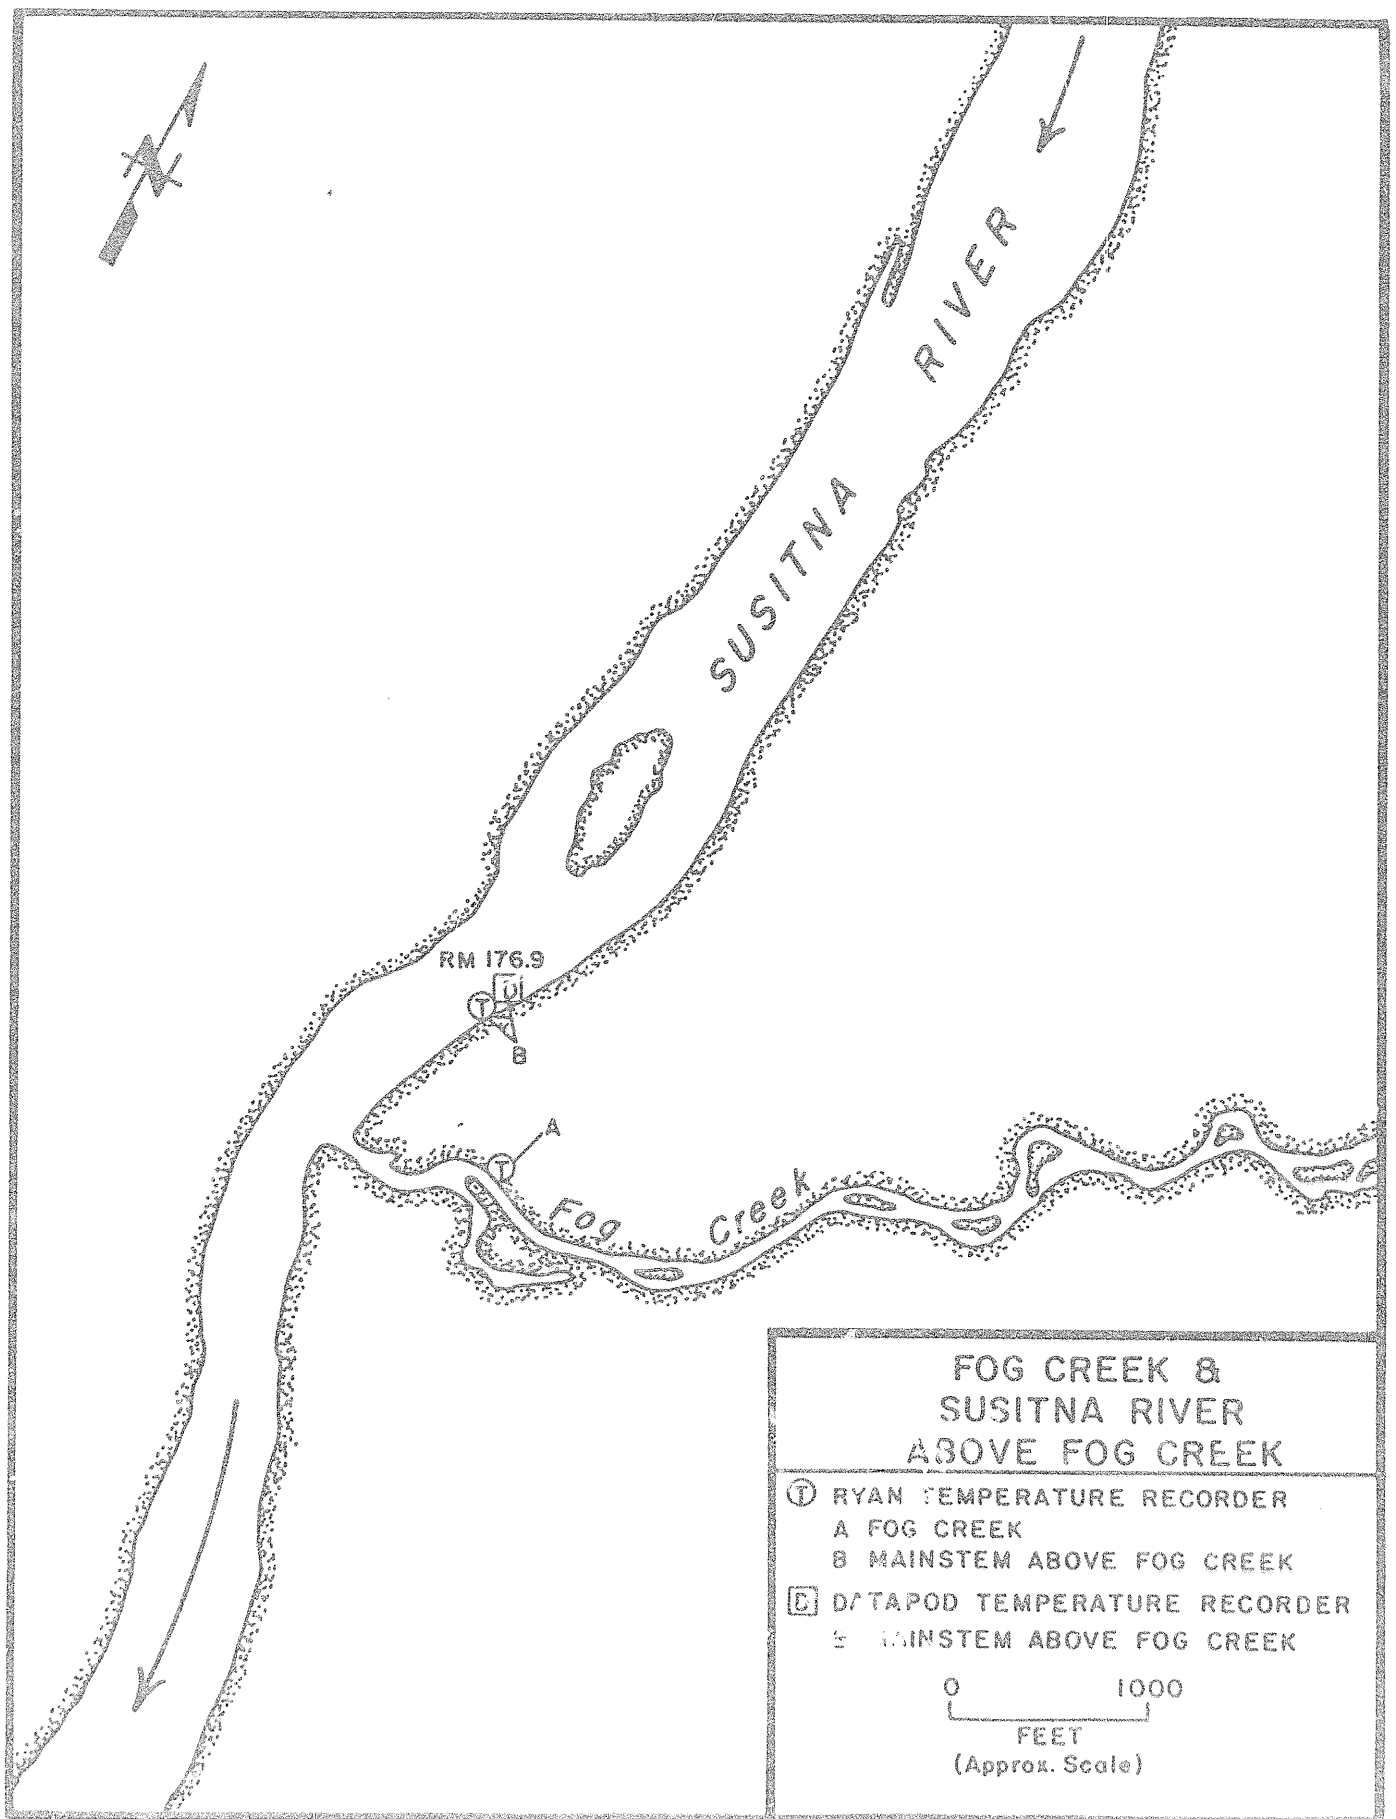 N
SUSITNA RIVER
RM 176.9
D
T
B
A
T
Fog Creek
FOG CREEK &
SUSITNA RIVER
ABOVE FOG CREEK
T RYAN TEMPERATURE RECORDER
A FOG CREEK
B MAINSTEM ABOVE FOG CREEK
D DATAPOD TEMPERATURE RECORDER
B MAINSTEM ABOVE FOG CREEK
0 1000
FEET
(Approx. Scale)